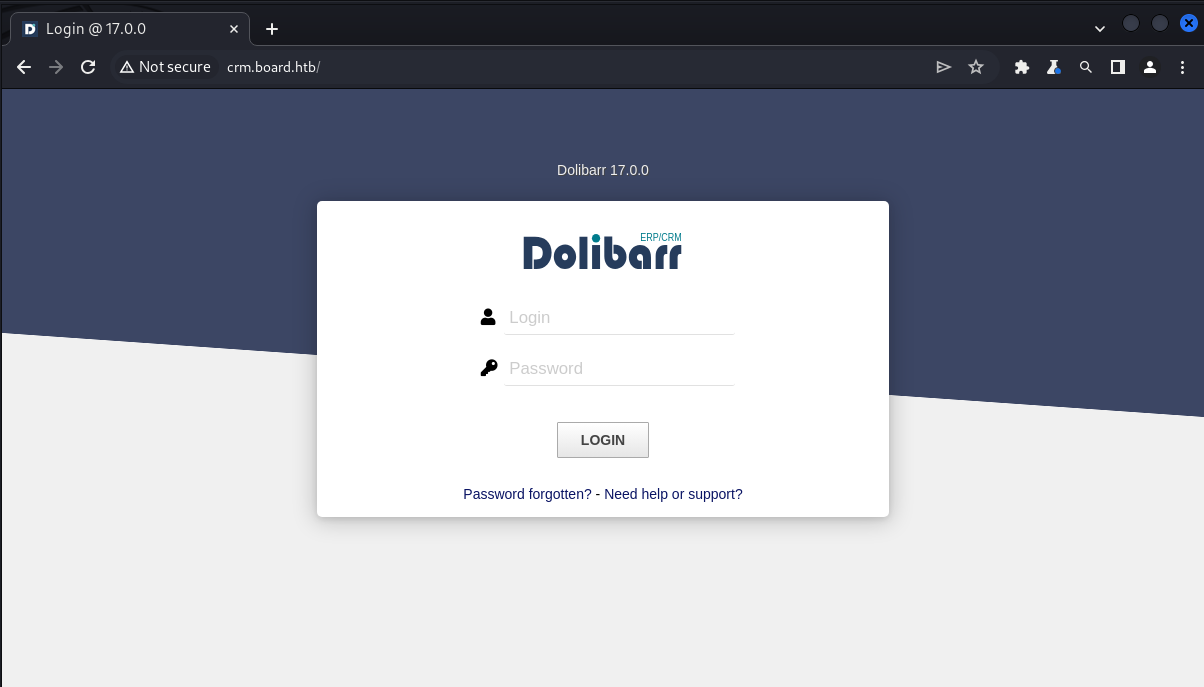 Login @ 17.0.0
Not secure crm.board.htb/
Dolibarr 17.0.0
ERP/CRM
Dolibarr
Login
Password
LOGIN
Password forgotten? - Need help or support?